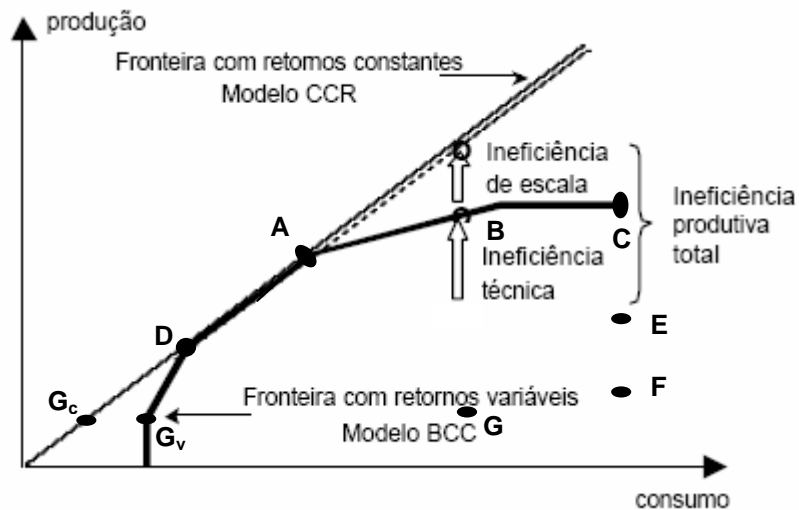 produção
Fronteira com retornos constantes
Modelo CCR
Ineficiência
de escala
Ineficiência
produtiva
total
A
B
C
Ineficiência
técnica
D
E
F
Gc
Gv
Fronteira com retornos variáveis
Modelo BCC
G
consumo